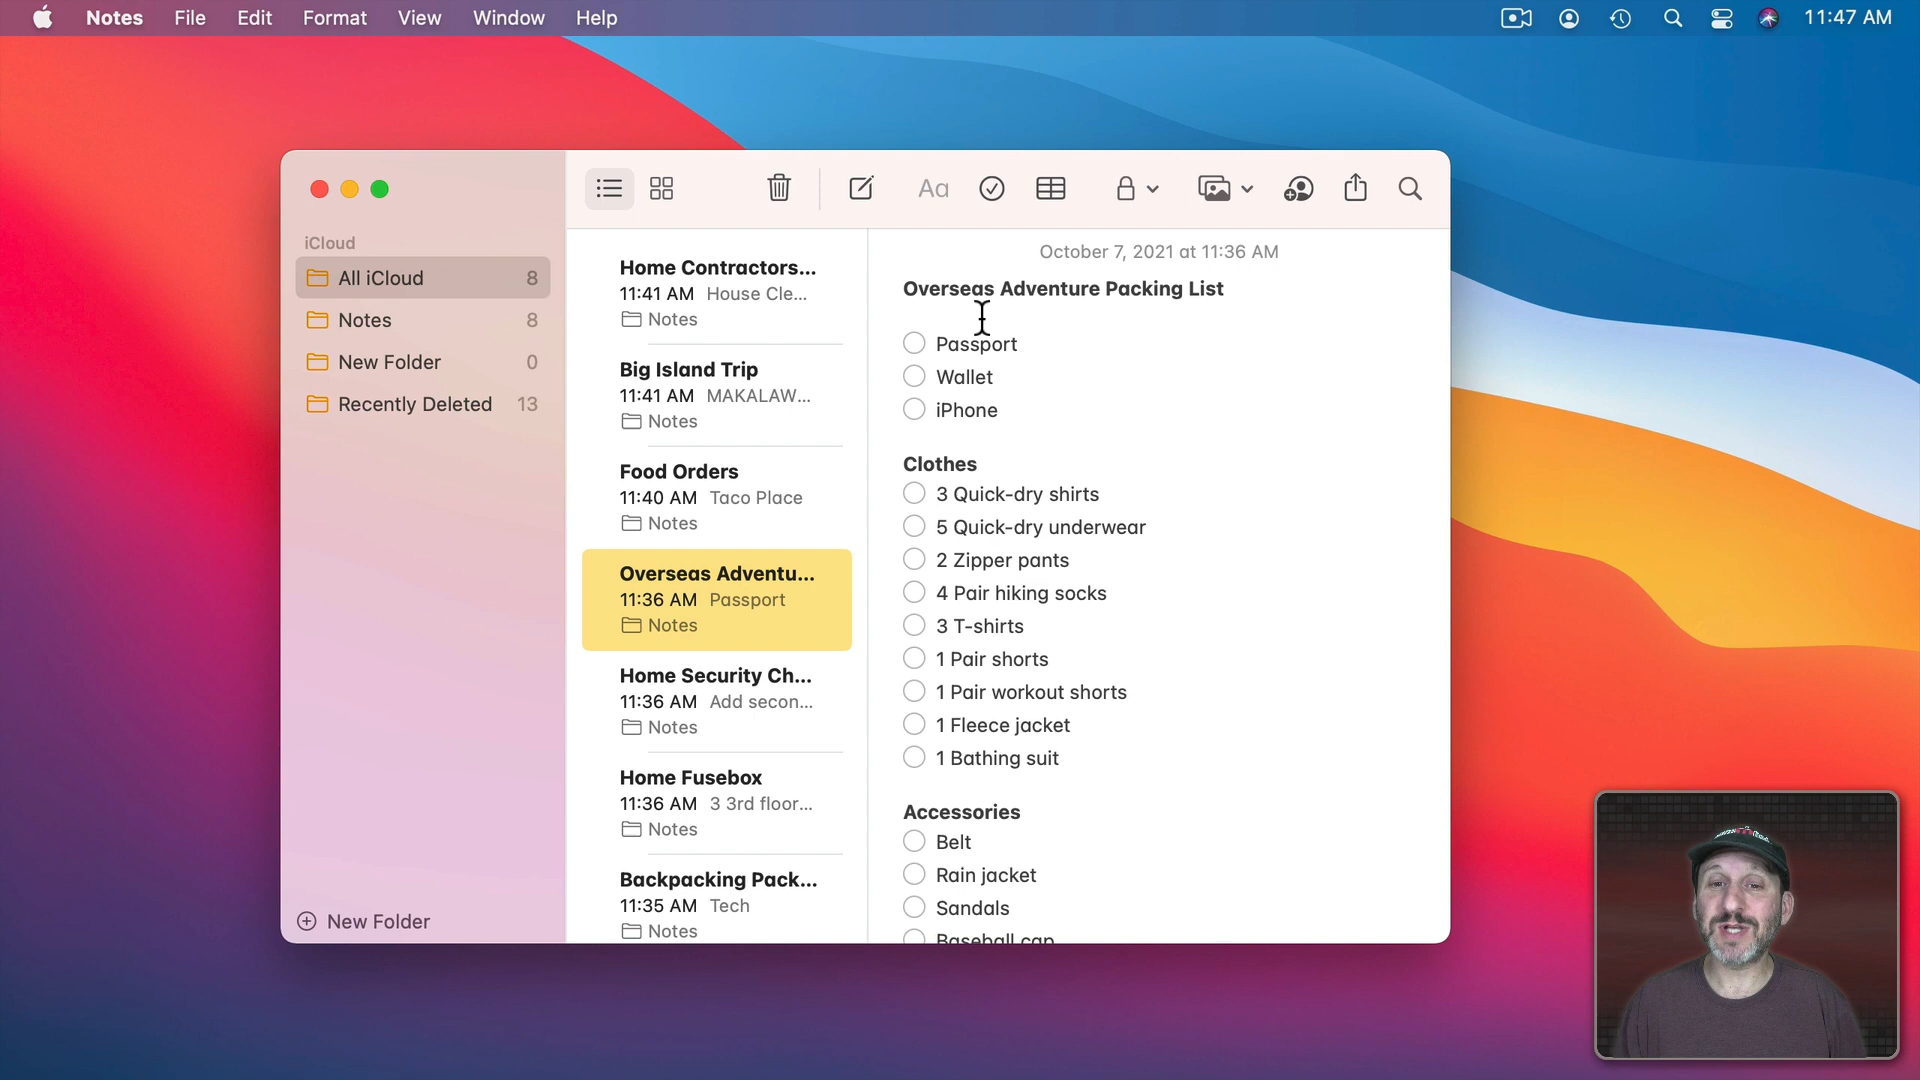 Notes File Edit Format View Window Help 11:47 AM
iCloud
All iCloud 8
Notes 8
New Folder 0
Recently Deleted 13
New Folder
Home Contractors...
11:41 AM House Cle...
Notes
Big Island Trip
11:41 AM MAKALAW...
Notes
Food Orders
11:40 AM Taco Place
Notes
Overseas Adventu...
11:36 AM Passport
Notes
Home Security Ch...
11:36 AM Add secon...
Notes
Home Fusebox
11:36 AM 3 3rd floor...
Notes
Backpacking Pack...
11:35 AM Tech
Notes
Aa
October 7, 2021 at 11:36 AM
Overseas Adventure Packing List
Passport
Wallet
iPhone
Clothes
3 Quick-dry shirts
5 Quick-dry underwear
2 Zipper pants
4 Pair hiking socks
3 T-shirts
1 Pair shorts
1 Pair workout shorts
1 Fleece jacket
1 Bathing suit
Accessories
Belt
Rain jacket
Sandals
Baseball cap